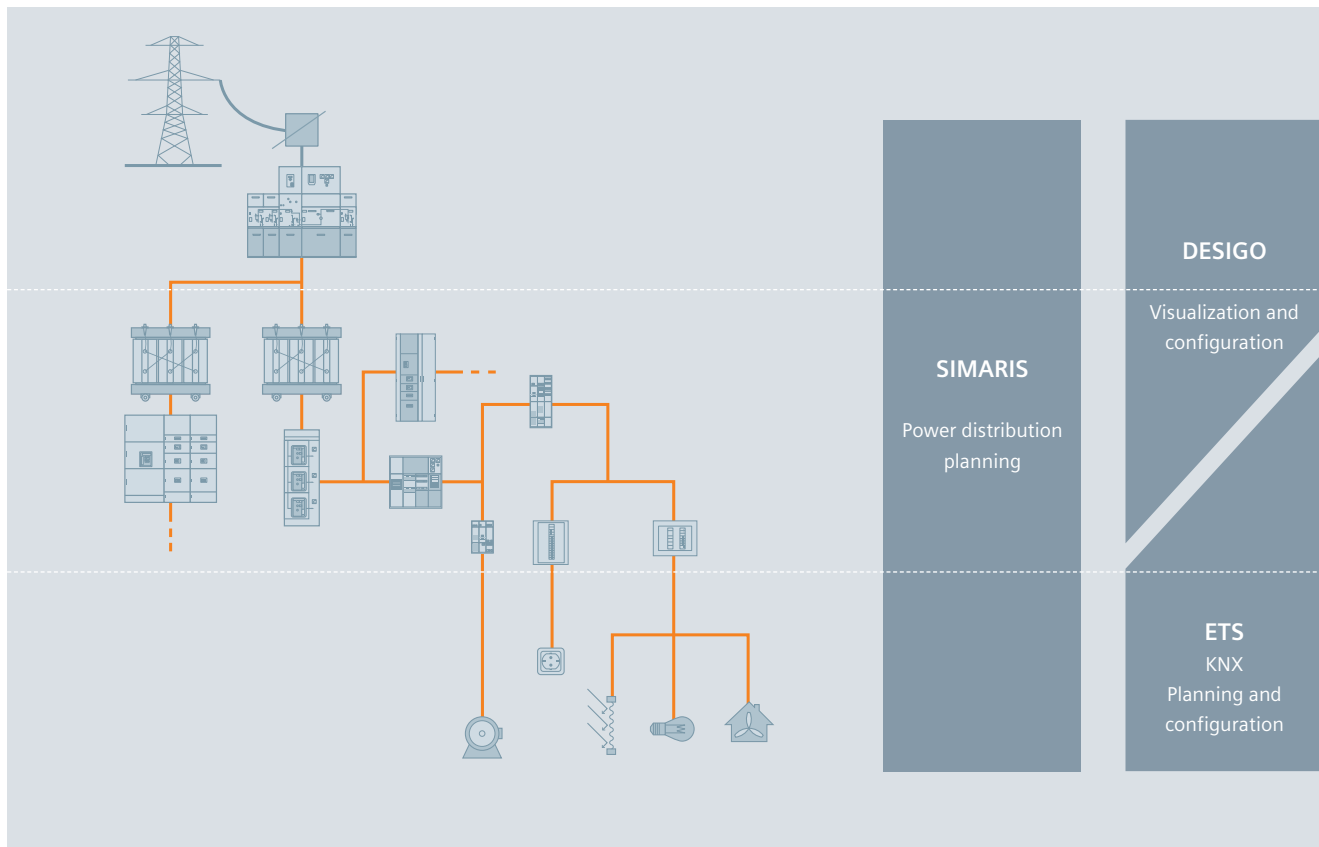 SIMARIS
Power distribution
planning
DESIGO
Visualization and
configuration
ETS
KNX
Planning and
configuration